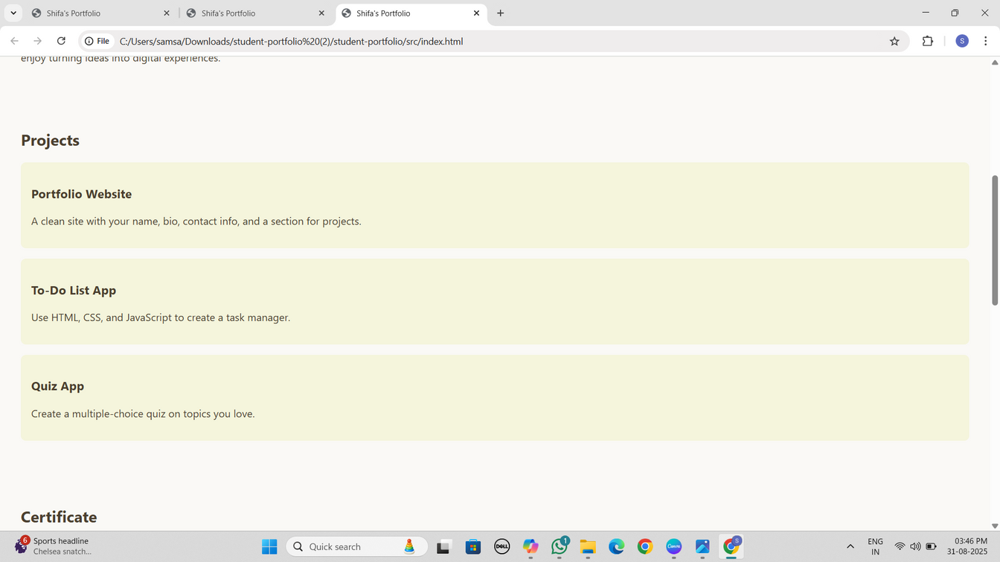 Shifa's Portfolio
Shifa's Portfolio
Shifa's Portfolio
File
C:/Users/samsa/Downloads/student-portfolio%20(2)/student-portfolio/src/index.html
S
enjoy turning ideas into digital experiences.
Projects
Portfolio Website
A clean site with your name, bio, contact info, and a section for projects.
To-Do List App
Use HTML, CSS, and JavaScript to create a task manager.
Quiz App
Create a multiple-choice quiz on topics you love.
Certificate
6
Sports headline
Chelsea snatch...
Quick search
DELL
1
Canva
S
ENG
IN
03:46 PM
31-08-2025